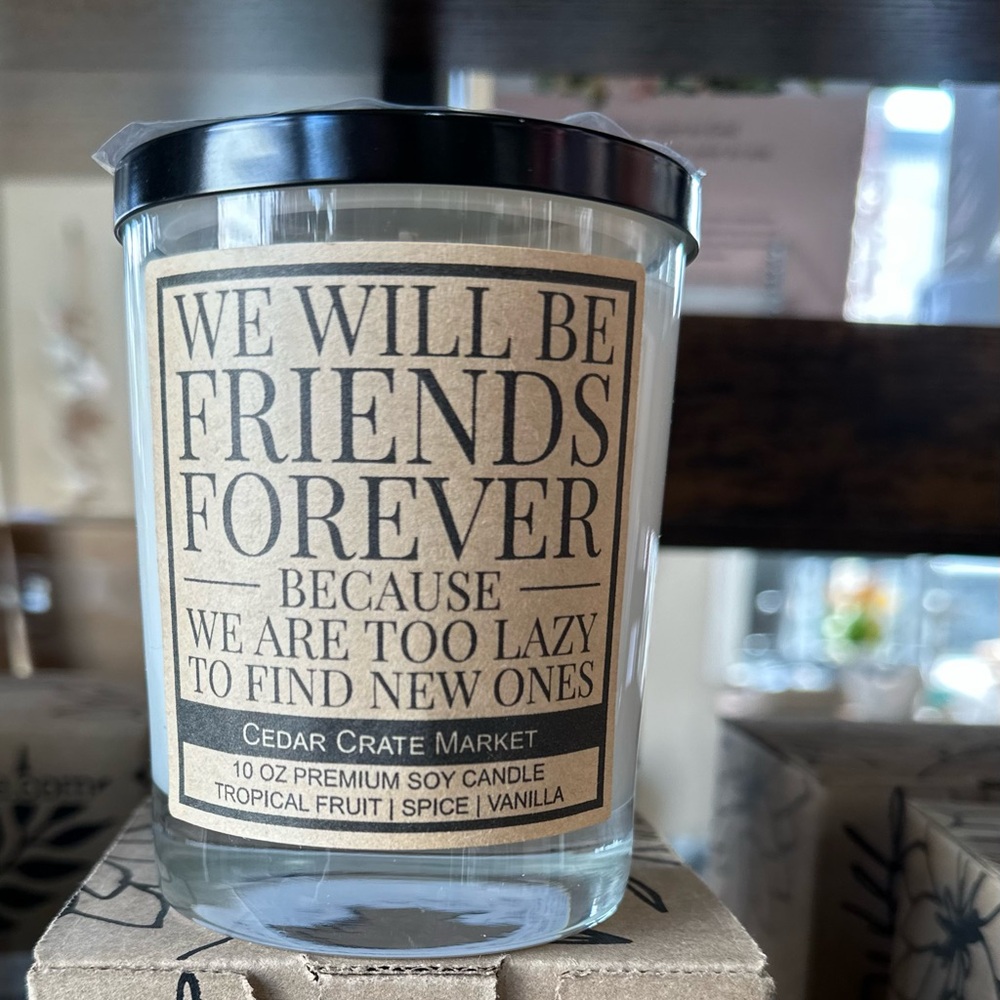 WE WILL BE
FRIENDS
FOREVER
BECAUSE
WE ARE TOO LAZY
TO FIND NEW ONES
CEDAR CRATE MARKET
10 OZ PREMIUM SOY CANDLE
TROPICAL FRUIT | SPICE | VANILLA